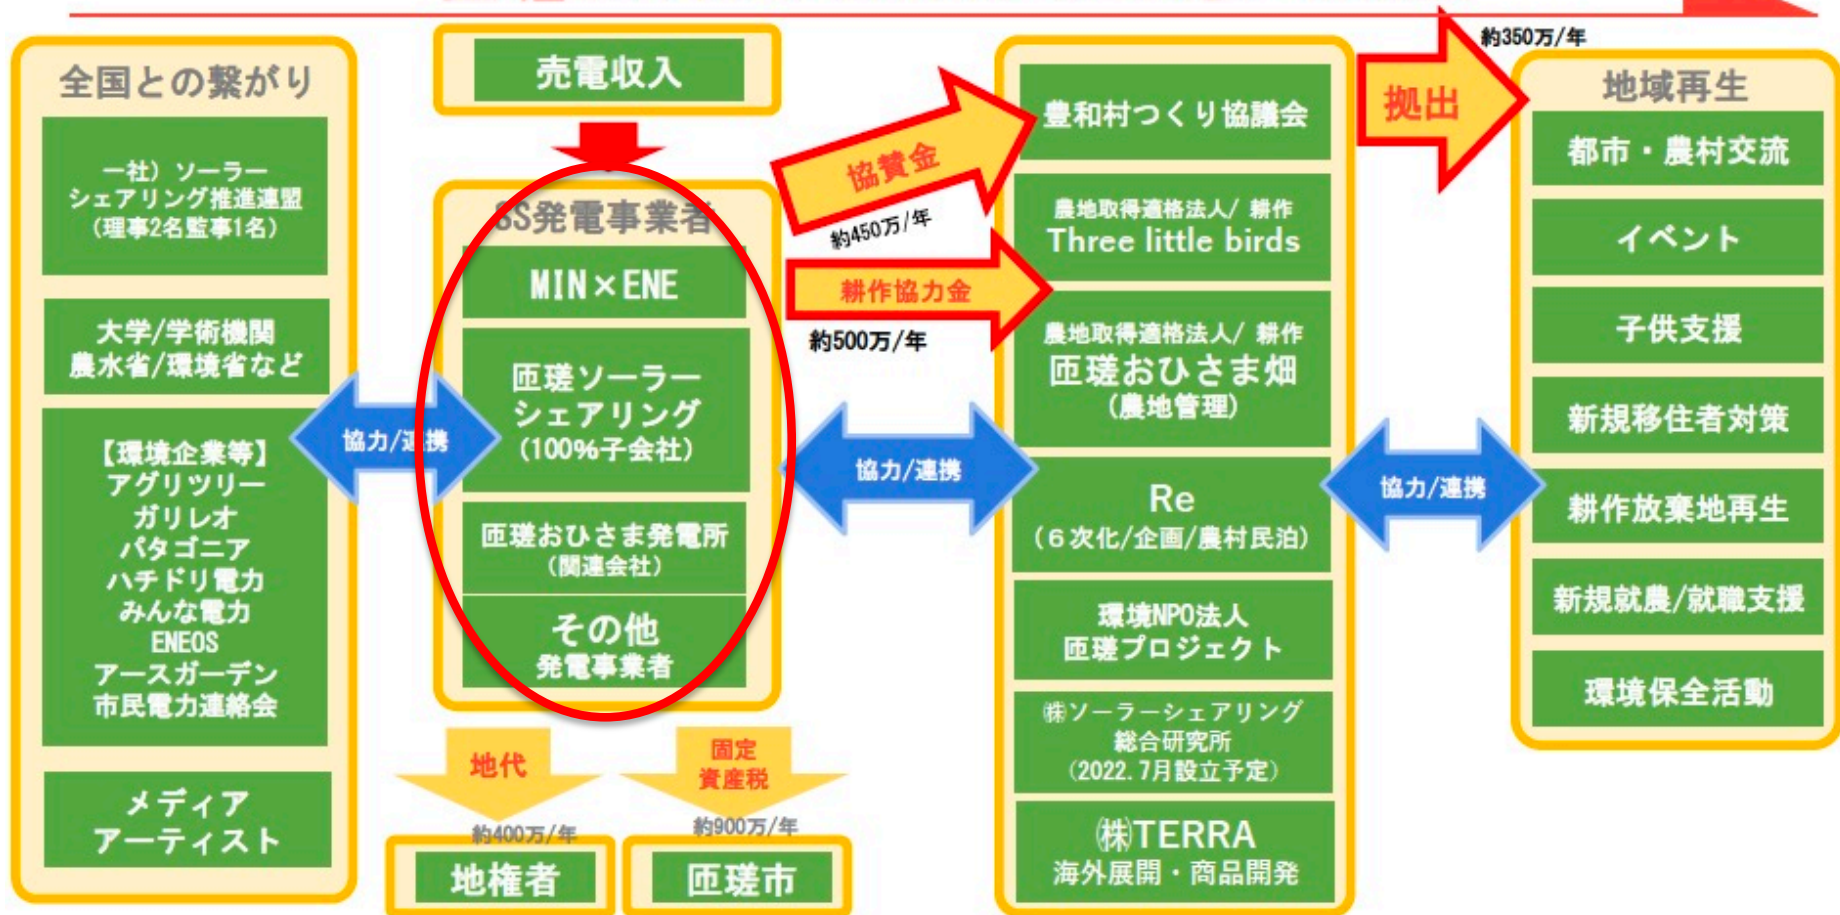 全国との繋がり
一社）ソーラー
シェアリング推進連盟
(理事2名監事1名)
大学/学術機関
農水省/環境省など
【環境企業等】
アグリツリー
ガリレオ
パタゴニア
ハチドリ電力
みんな電力
ENEOS
アースガーデン
市民電力連絡会
メディア
アーティスト
協力/連携
売電収入
SS発電事業者
MIN×ENE
匝瑳ソーラー
シェアリング
(100%子会社)
匝瑳おひさま発電所
(関連会社)
その他
発電事業者
地代
約400万/年
地権者
固定
資産税
約900万/年
匝瑳市
協賛金
約450万/年
耕作協力金
約500万/年
協力/連携
豊和村つくり協議会
農地取得適格法人/ 耕作
Three little birds
農地取得適格法人/ 耕作
匝瑳おひさま畑
(農地管理)
Re
(６次化/企画/農村民泊)
環境NPO法人
匝瑳プロジェクト
㈱ソーラーシェアリング
総合研究所
(2022.7月設立予定)
㈱TERRA
海外展開・商品開発
拠出
約350万/年
協力/連携
地域再生
都市・農村交流
イベント
子供支援
新規移住者対策
耕作放棄地再生
新規就農/就職支援
環境保全活動